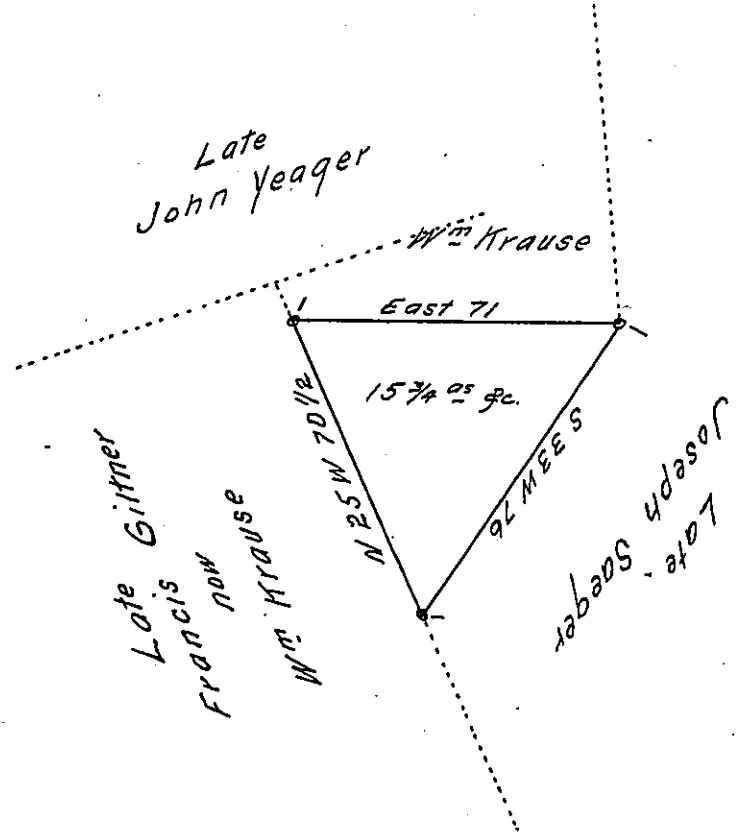 Late
John Yeager
Wm Krause
East 71
15 3/4 as &c.
N 25 W 70 1/2
S 33 W 76
Late Giltner
Francis
now
Wm Krause
Late
Joseph Saeger